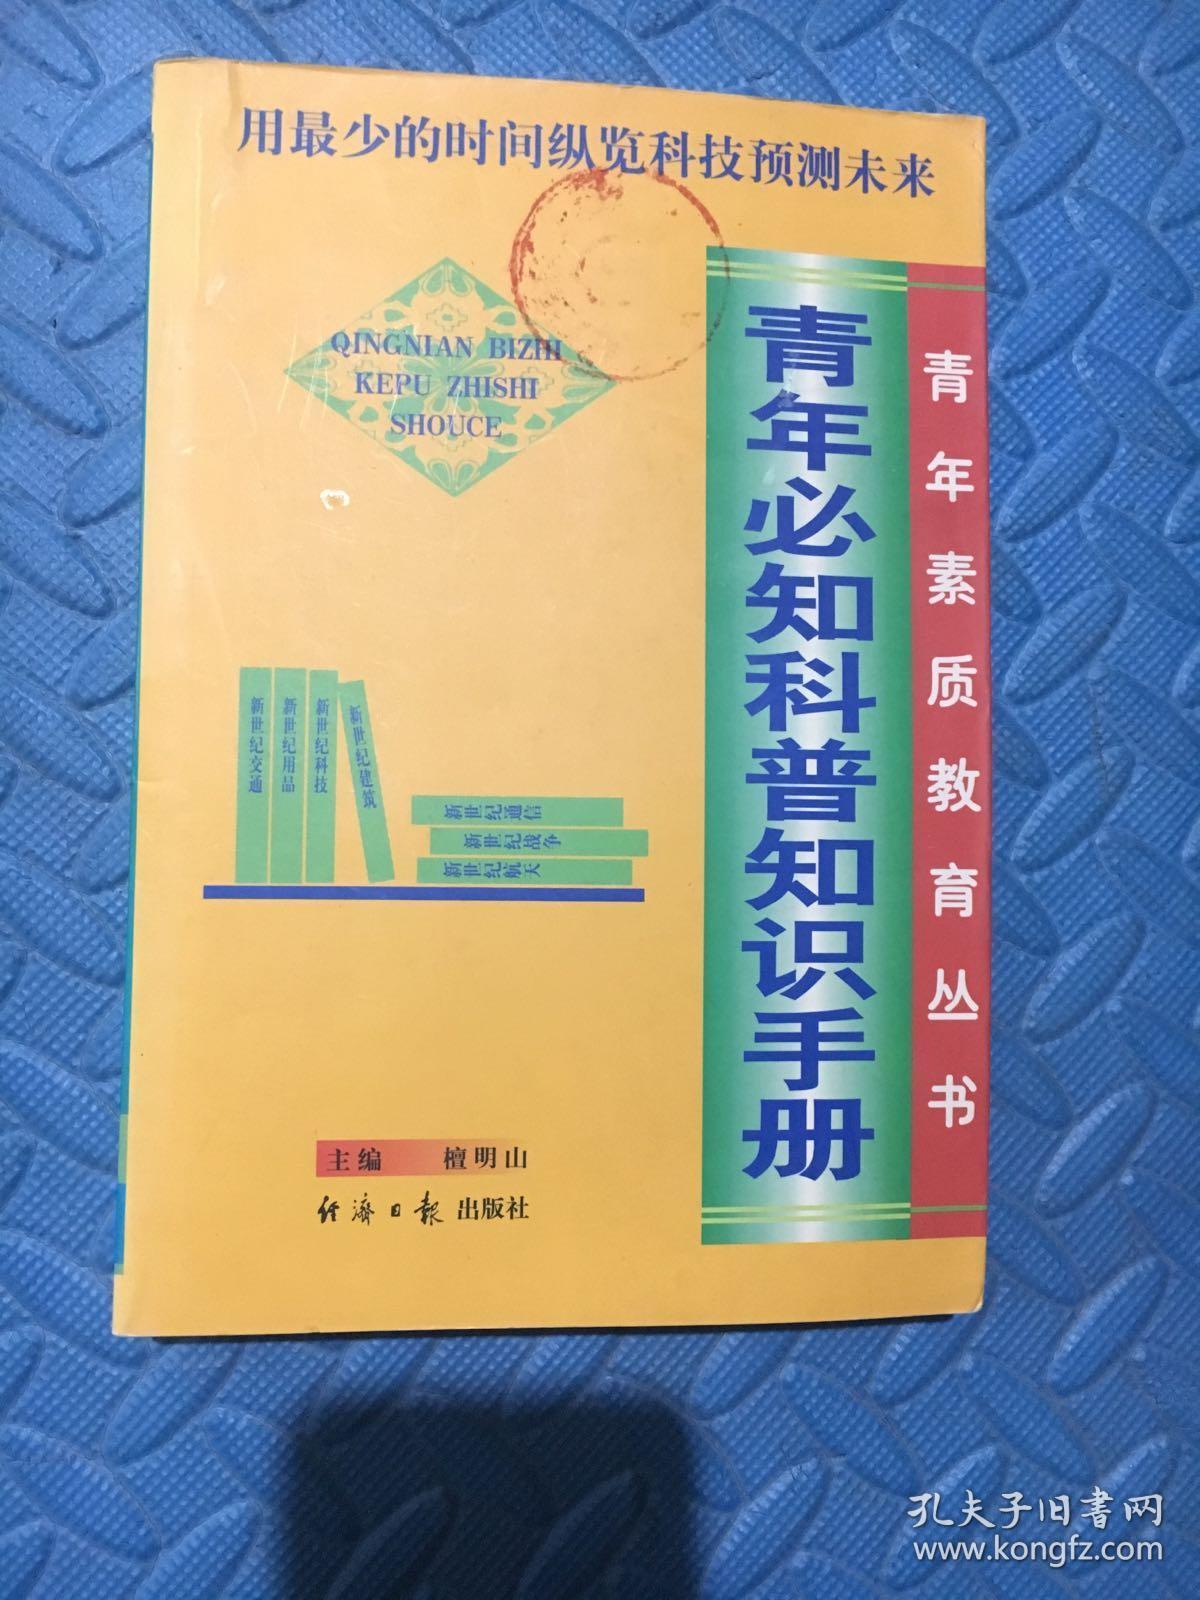 用最少的时间纵览科技预测未来
QINGNIAN BIZHI
KEPU ZHISHI
SHOUCE
青年必知科普知识手册
青年素质教育丛书
新世纪交通
新世纪用品
新世纪科技
新世纪建筑
新世纪通信
新世纪战争
新世纪航天
主编 檀明山
经济日报出版社
孔夫子旧书网
www.kongfz.com